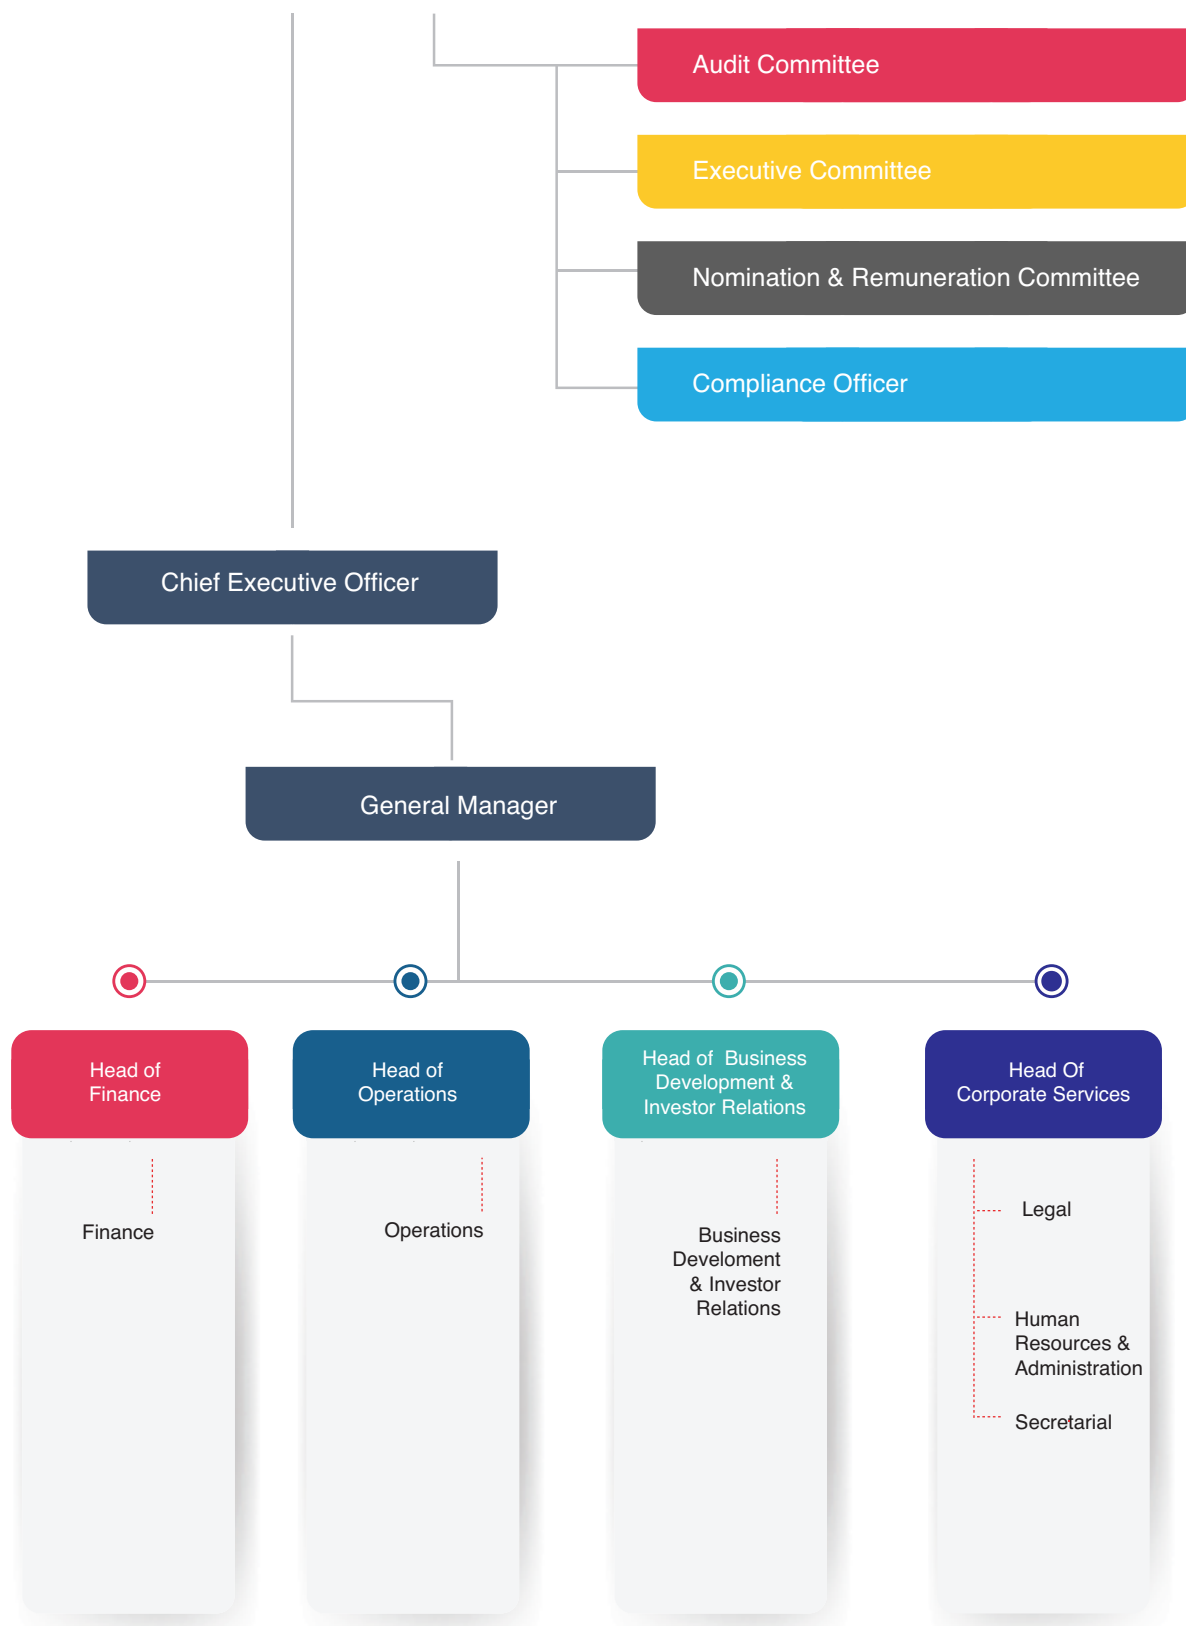 Audit Committee
Executive Committee
Nomination & Remuneration Committee
Compliance Officer
Chief Executive Officer
General Manager
Head of
Finance
Head of
Operations
Head of  Business
Development &
Investor Relations
Head Of
Corporate Services
Finance
Operations
Business
Develoment
& Investor
Relations
Legal
Human
Resources &
Administration
Secretarial